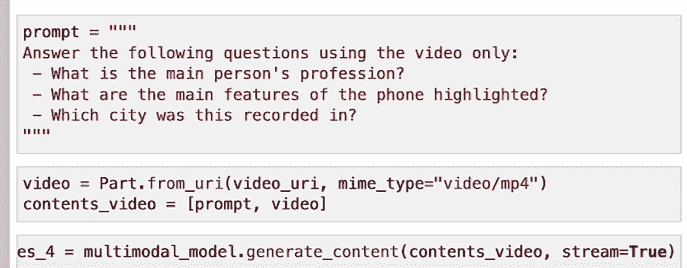 prompt = """
Answer the following questions using the video only:
- What is the main person's profession?
- What are the main features of the phone highlighted?
- Which city was this recorded in?
"""
video = Part.from_uri(video_uri, mime_type="video/mp4")
contents_video = [prompt, video]
es_4 = multimodal_model.generate_content(contents_video, stream=True)